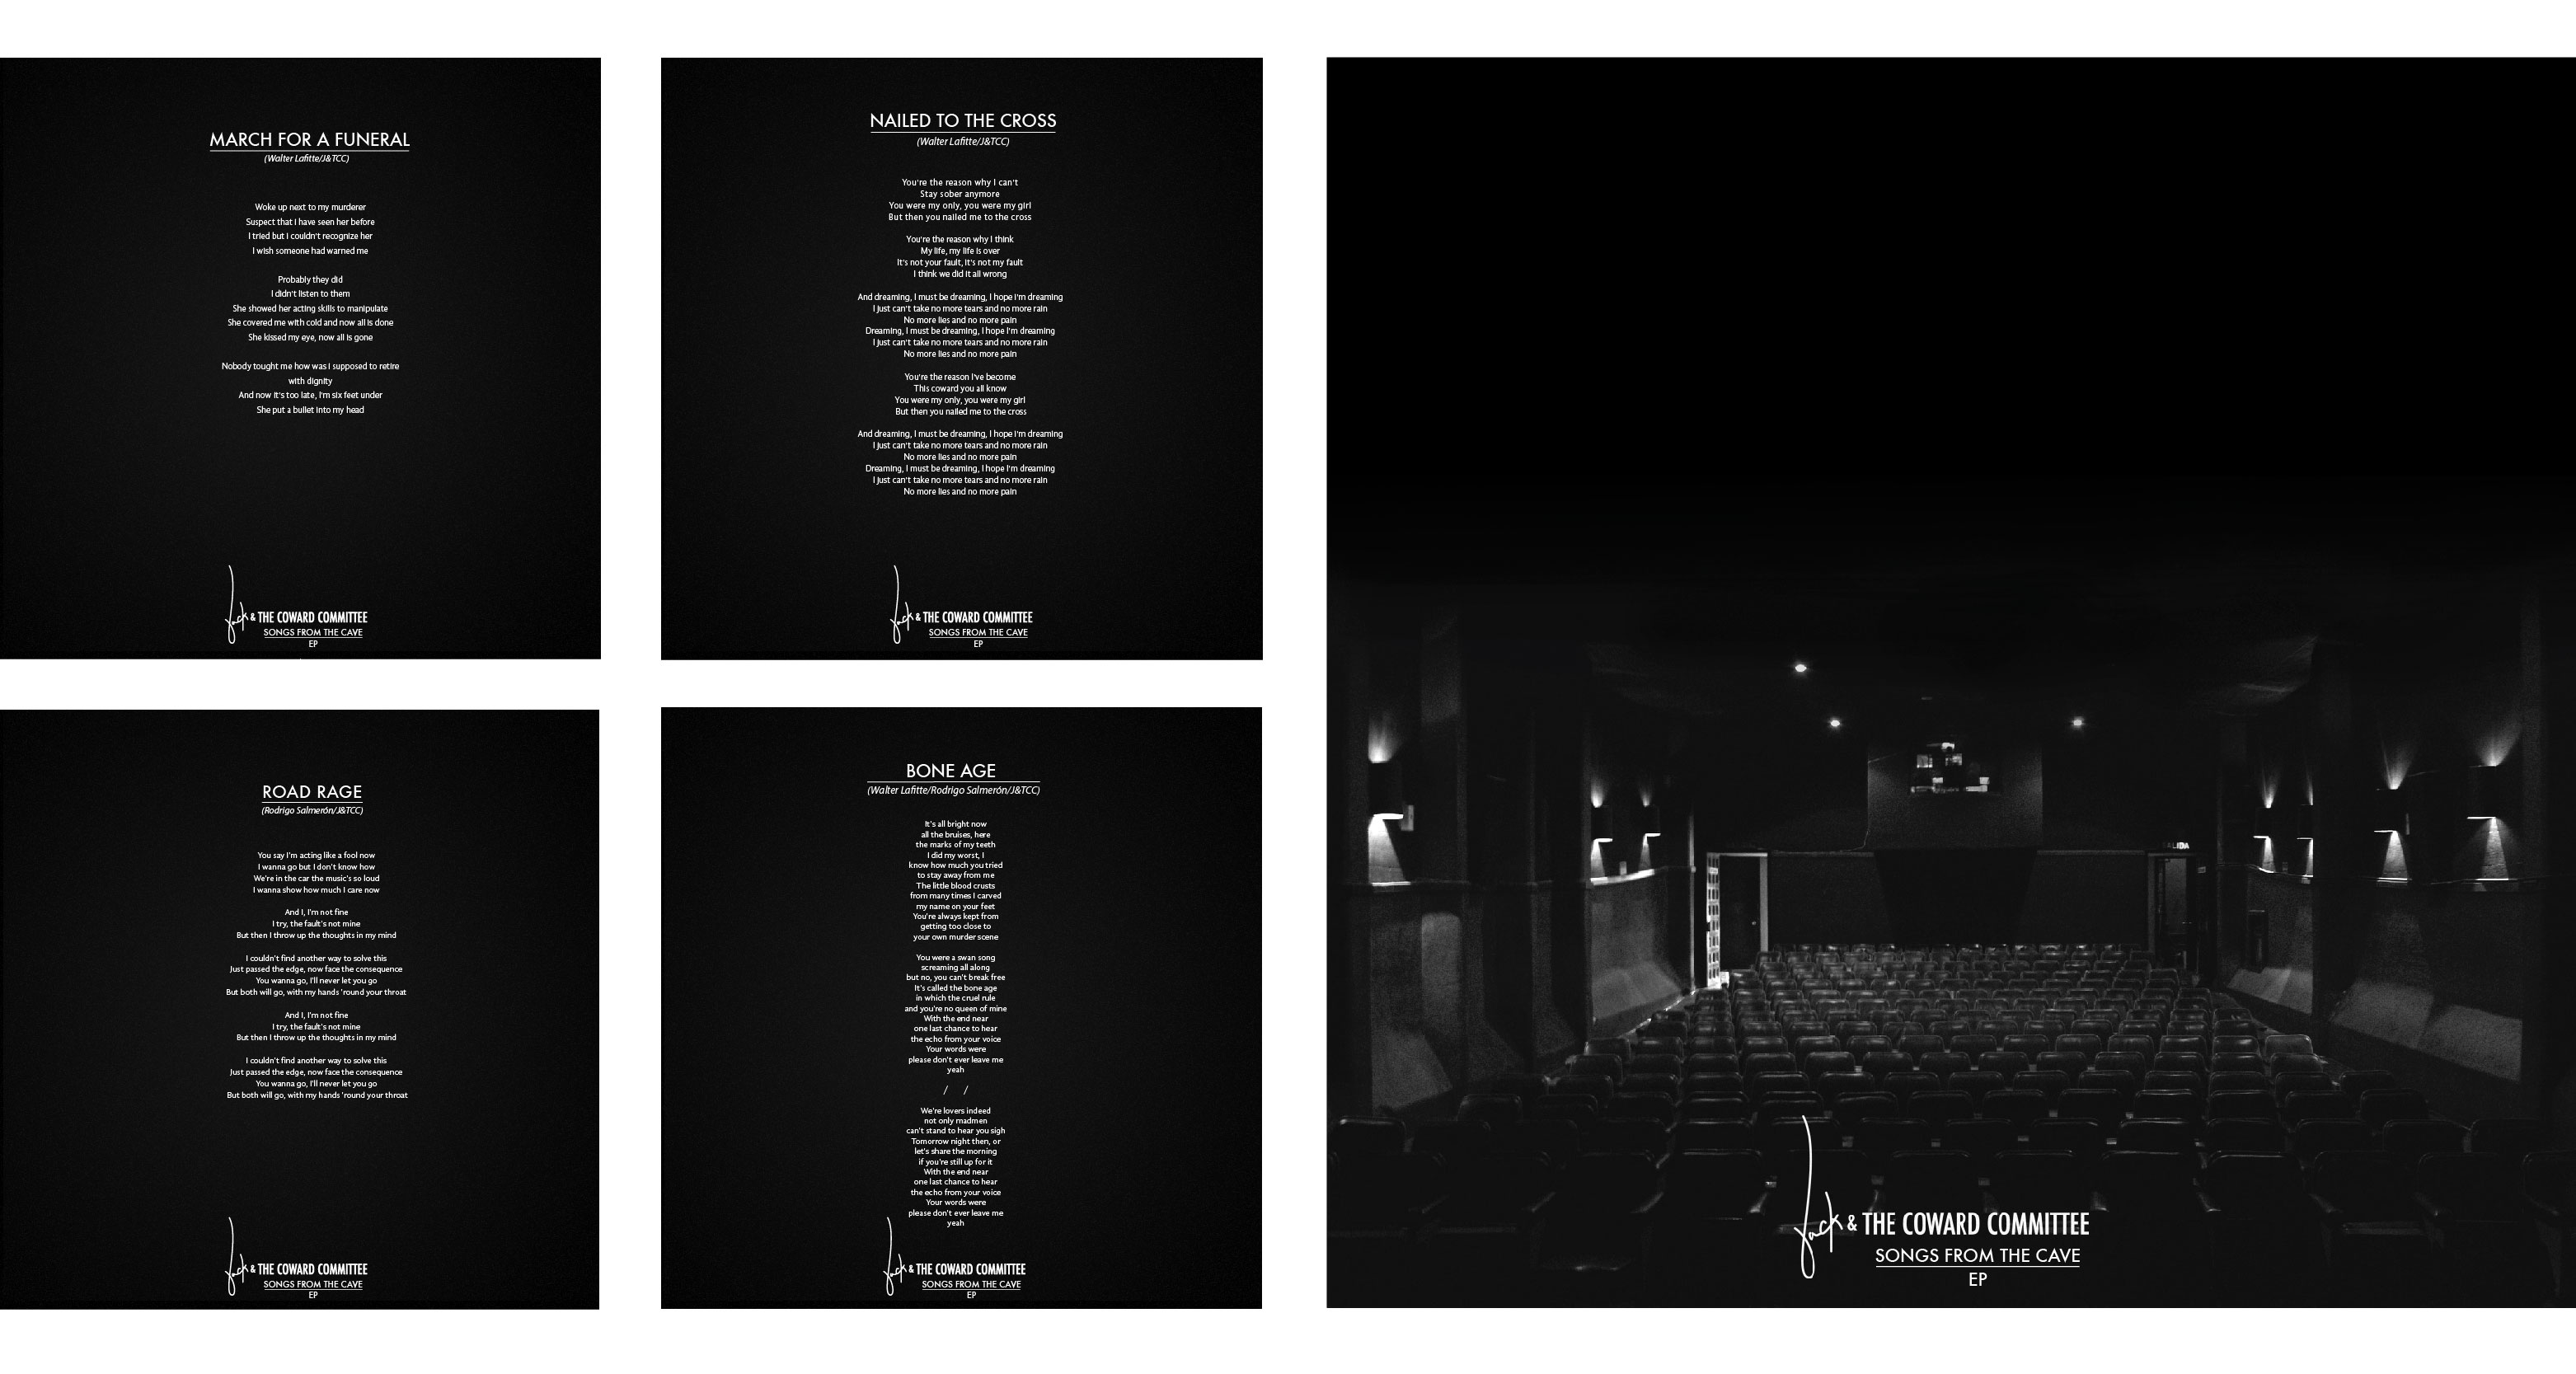 MARCH FOR A FUNERAL
(Walter Lafitte/J&TCC)
Woke up next to my murderer
Suspect that I have seen her before
I tried but I couldn't recognize her
I wish someone had warned me
Probably they did
I didn't listen to them
She showed her acting skills to manipulate
She covered me with cold and now all is done
She kissed my eye, now all is gone
Nobody tought me how was I supposed to retire
with dignity
And now it's too late, I'm six feet under
She put a bullet into my head
Jack & THE COWARD COMMITTEE
SONGS FROM THE CAVE
EP
NAILED TO THE CROSS
(Walter Lafitte/J&TCC)
You're the reason why I can't
Stay sober anymore
You were my only, you were my girl
But then you nailed me to the cross
You're the reason why I think
My life, my life is over
It's not your fault, it's not my fault
I think we did it all wrong
And dreaming, I must be dreaming, I hope I'm dreaming
I just can't take no more tears and no more rain
No more lies and no more pain
Dreaming, I must be dreaming, I hope I'm dreaming
I just can't take no more tears and no more rain
No more lies and no more pain
You're the reason I've become
This coward you all know
You were my only, you were my girl
But then you nailed me to the cross
And dreaming, I must be dreaming, I hope I'm dreaming
I just can't take no more tears and no more rain
No more lies and no more pain
Dreaming, I must be dreaming, I hope I'm dreaming
I just can't take no more tears and no more rain
No more lies and no more pain
Jack & THE COWARD COMMITTEE
SONGS FROM THE CAVE
EP
ROAD RAGE
(Rodrigo Salmerón/J&TCC)
You say I'm acting like a fool now
I wanna go but I don't know how
We're in the car the music's so loud
I wanna show how much I care now
And I, I'm not fine
I try, the fault's not mine
But then I throw up the thoughts in my mind
I couldn't find another way to solve this
Just passed the edge, now face the consequence
You wanna go, I'll never let you go
But both will go, with my hands 'round your throat
And I, I'm not fine
I try, the fault's not mine
But then I throw up the thoughts in my mind
I couldn't find another way to solve this
Just passed the edge, now face the consequence
You wanna go, I'll never let you go
But both will go, with my hands 'round your throat
Jack & THE COWARD COMMITTEE
SONGS FROM THE CAVE
EP
BONE AGE
(Walter Lafitte/Rodrigo Salmerón/J&TCC)
It's all bright now
all the bruises, here
the marks of my teeth
I did my worst, I
know how much you tried
to stay away from me
The little blood crusts
from many times I carved
my name on your feet
You're always kept from
getting too close to
your own murder scene
You were a swan song
screaming all along
but no, you can't break free
It's called the bone age
in which the cruel rule
and you're no queen of mine
With the end near
one last chance to hear
the echo from your voice
Your words were
please don't ever leave me
yeah
/ /
We're lovers indeed
not only madmen
can't stand to hear you sigh
Tomorrow night then, or
let's share the morning
if you're still up for it
With the end near
one last chance to hear
the echo from your voice
Your words were
please don't ever leave me
yeah
Jack & THE COWARD COMMITTEE
SONGS FROM THE CAVE
EP
SALIDA
Jack & THE COWARD COMMITTEE
SONGS FROM THE CAVE
EP